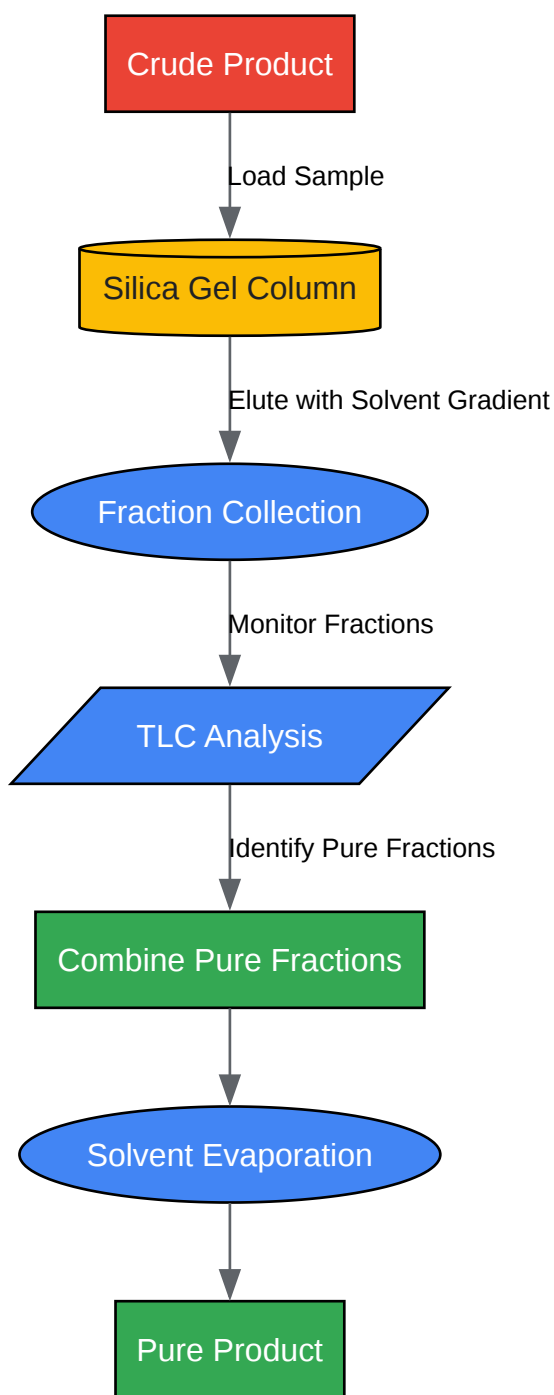 Crude Product
Load Sample
Silica Gel Column
Elute with Solvent Gradient
Fraction Collection
Monitor Fractions
TLC Analysis
Identify Pure Fractions
Combine Pure Fractions
Solvent Evaporation
Pure Product